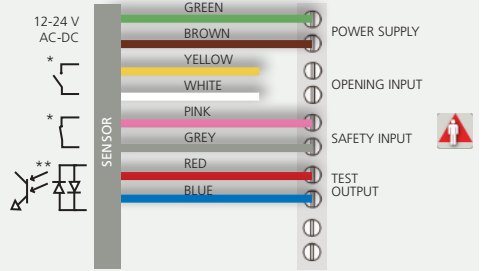 GREEN
12-24 V
AC-DC
BROWN
POWER SUPPLY
YELLOW
*
WHITE
OPENING INPUT
PINK
*
SENSOR
GREY
SAFETY INPUT
RED
**
TEST
OUTPUT
BLUE